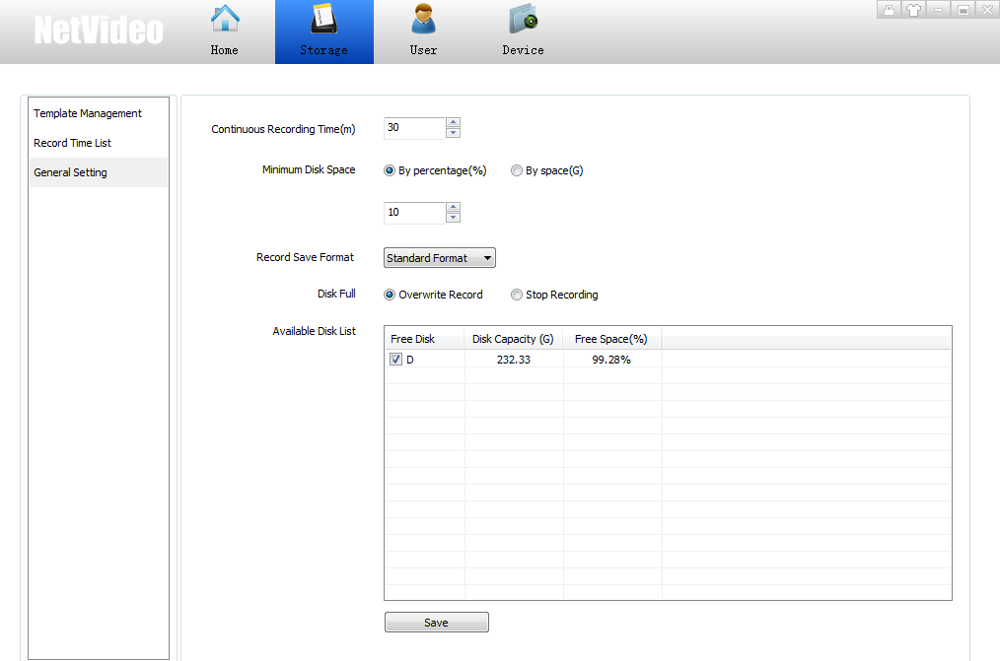 NetVideo
Home
Storage
User
Device
Template Management
Record Time List
General Setting
Continuous Recording Time(m) 30
Minimum Disk Space By percentage(%) By space(G)
10
Record Save Format Standard Format
Disk Full Overwrite Record Stop Recording
Available Disk List
Free Disk Disk Capacity (G) Free Space(%)
D 232.33 99.28%
Save